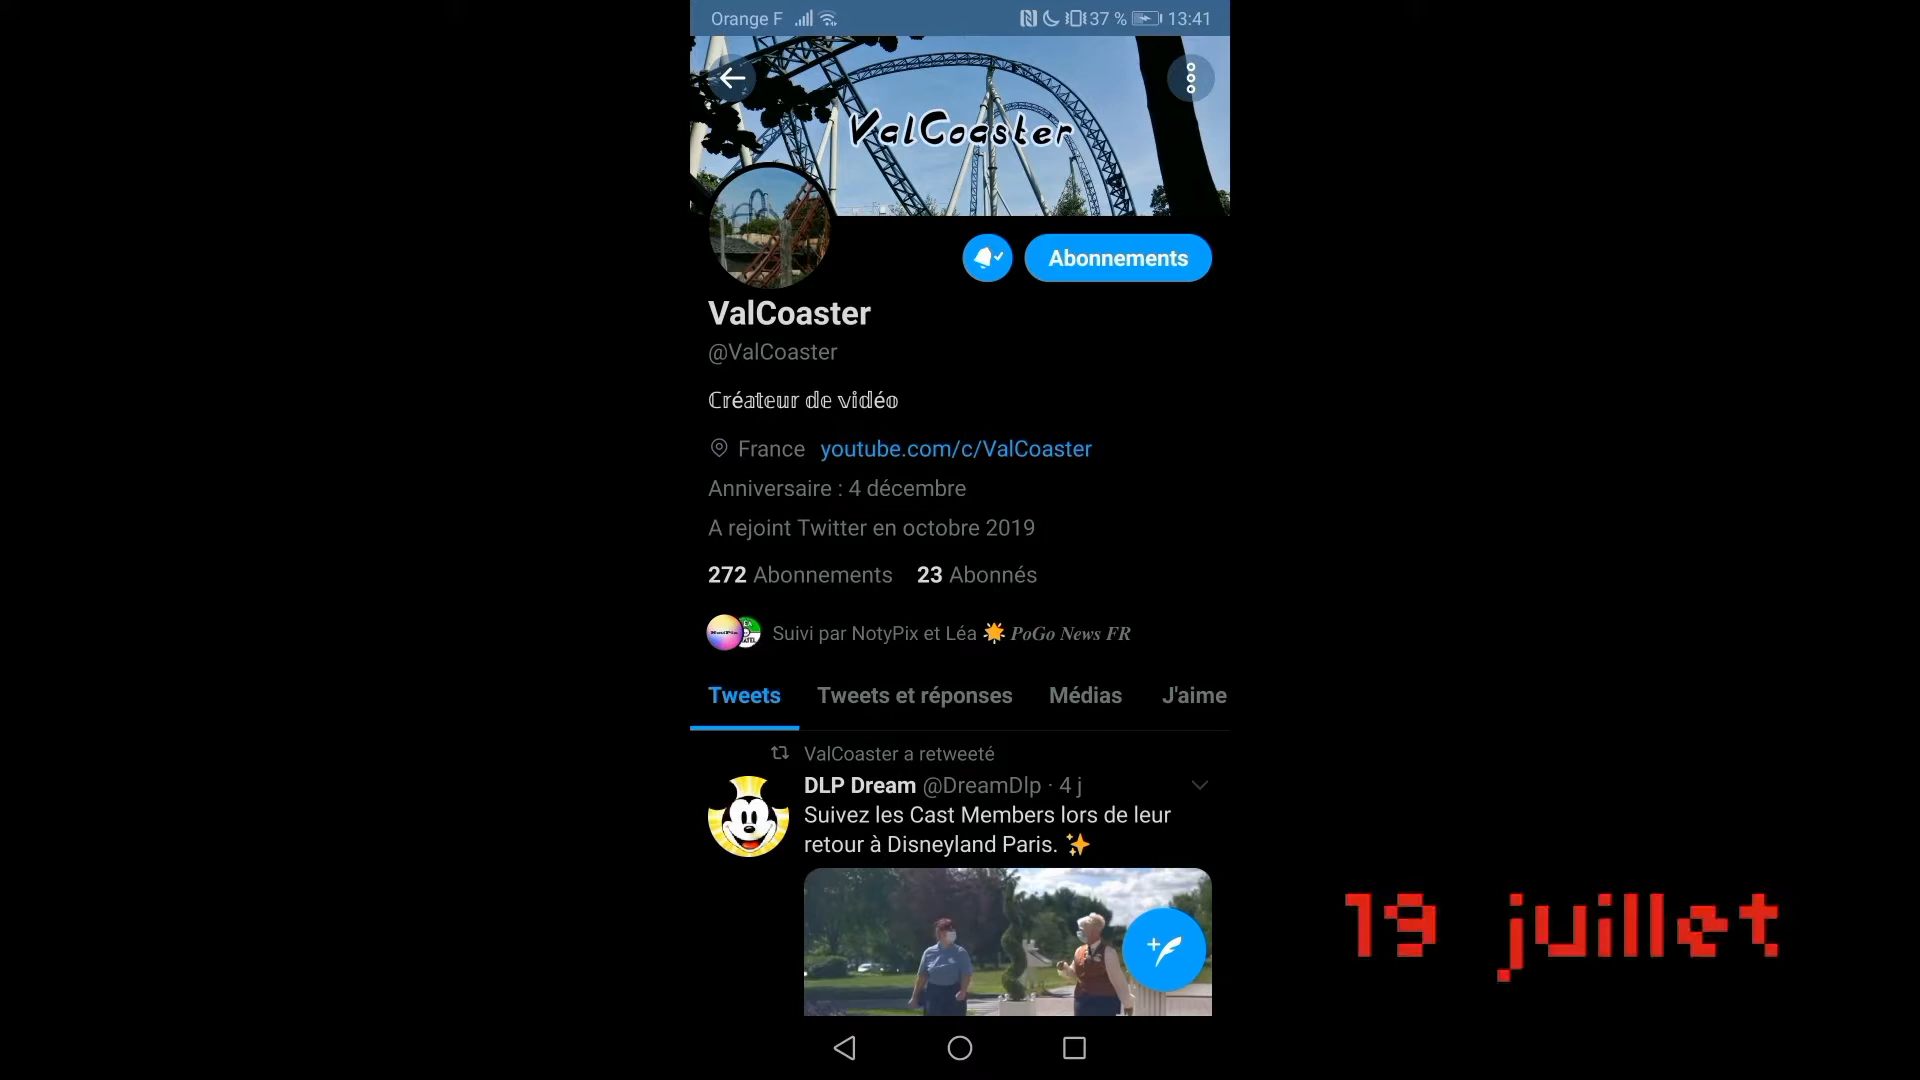 Orange F 37 % 13:41
ValCoaster
Abonnements
ValCoaster
@ValCoaster
ℂ𝕣é𝕒𝕥𝕖𝕦𝕣 𝕕𝕖 𝕧𝕚𝕕é𝕠
France youtube.com/c/ValCoaster
Anniversaire : 4 décembre
A rejoint Twitter en octobre 2019
272 Abonnements 23 Abonnés
Suivi par NotyPix et Léa 🌟 𝑷𝒐𝑮𝒐 𝑵𝒆𝒘𝒔 𝑭𝑹
Tweets Tweets et réponses Médias J'aime
ValCoaster a retweeté
DLP Dream @DreamDlp · 4 j
Suivez les Cast Members lors de leur
retour à Disneyland Paris. ✨
19 juillet